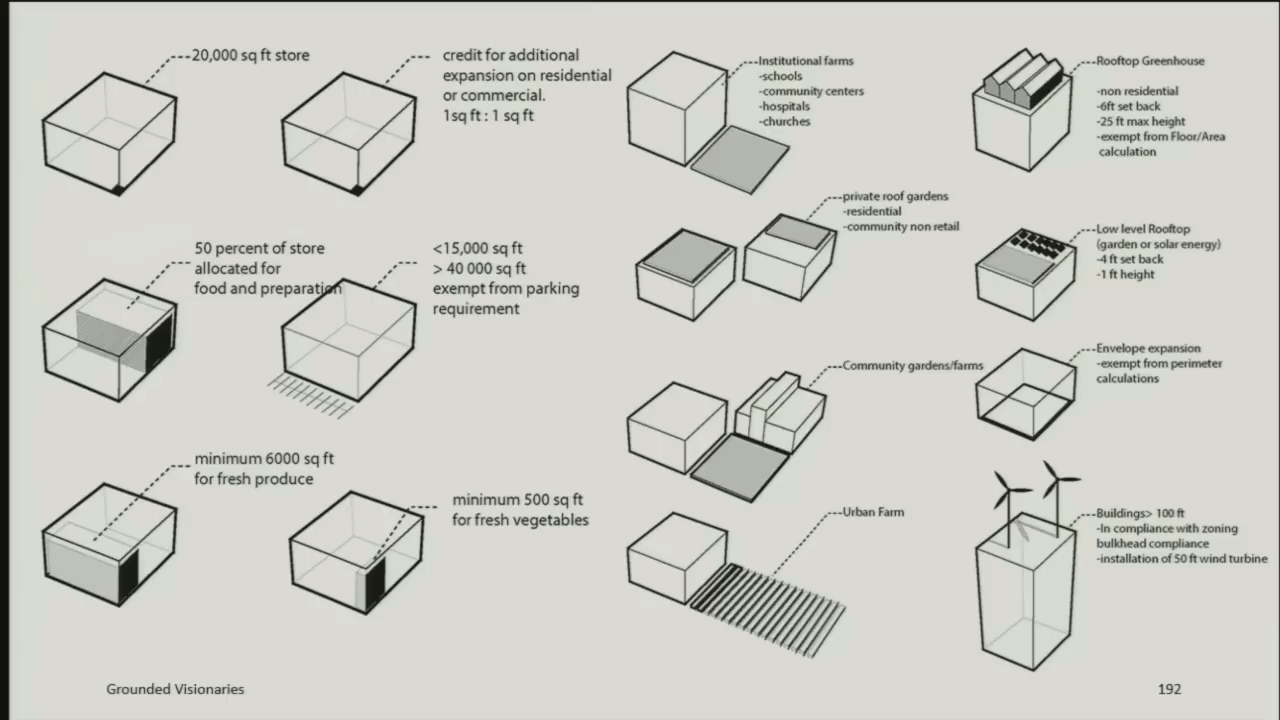 20,000 sq ft store
credit for additional
expansion on residential
or commercial.
1sq ft : 1 sq ft
50 percent of store
allocated for
food and preparation
<15,000 sq ft
> 40 000 sq ft
exempt from parking
requirement
minimum 6000 sq ft
for fresh produce
minimum 500 sq ft
for fresh vegetables
Institutional farms
-schools
-community centers
-hospitals
-churches
private roof gardens
-residential
-community non retail
Community gardens/farms
Urban Farm
Rooftop Greenhouse
-non residential
-6ft set back
-25 ft max height
-exempt from Floor/Area
calculation
Low level Rooftop
(garden or solar energy)
-4 ft set back
-1 ft height
Envelope expansion
-exempt from perimeter
calculations
Buildings> 100 ft
-In compliance with zoning
bulkhead compliance
-installation of 50 ft wind turbine
Grounded Visionaries
192